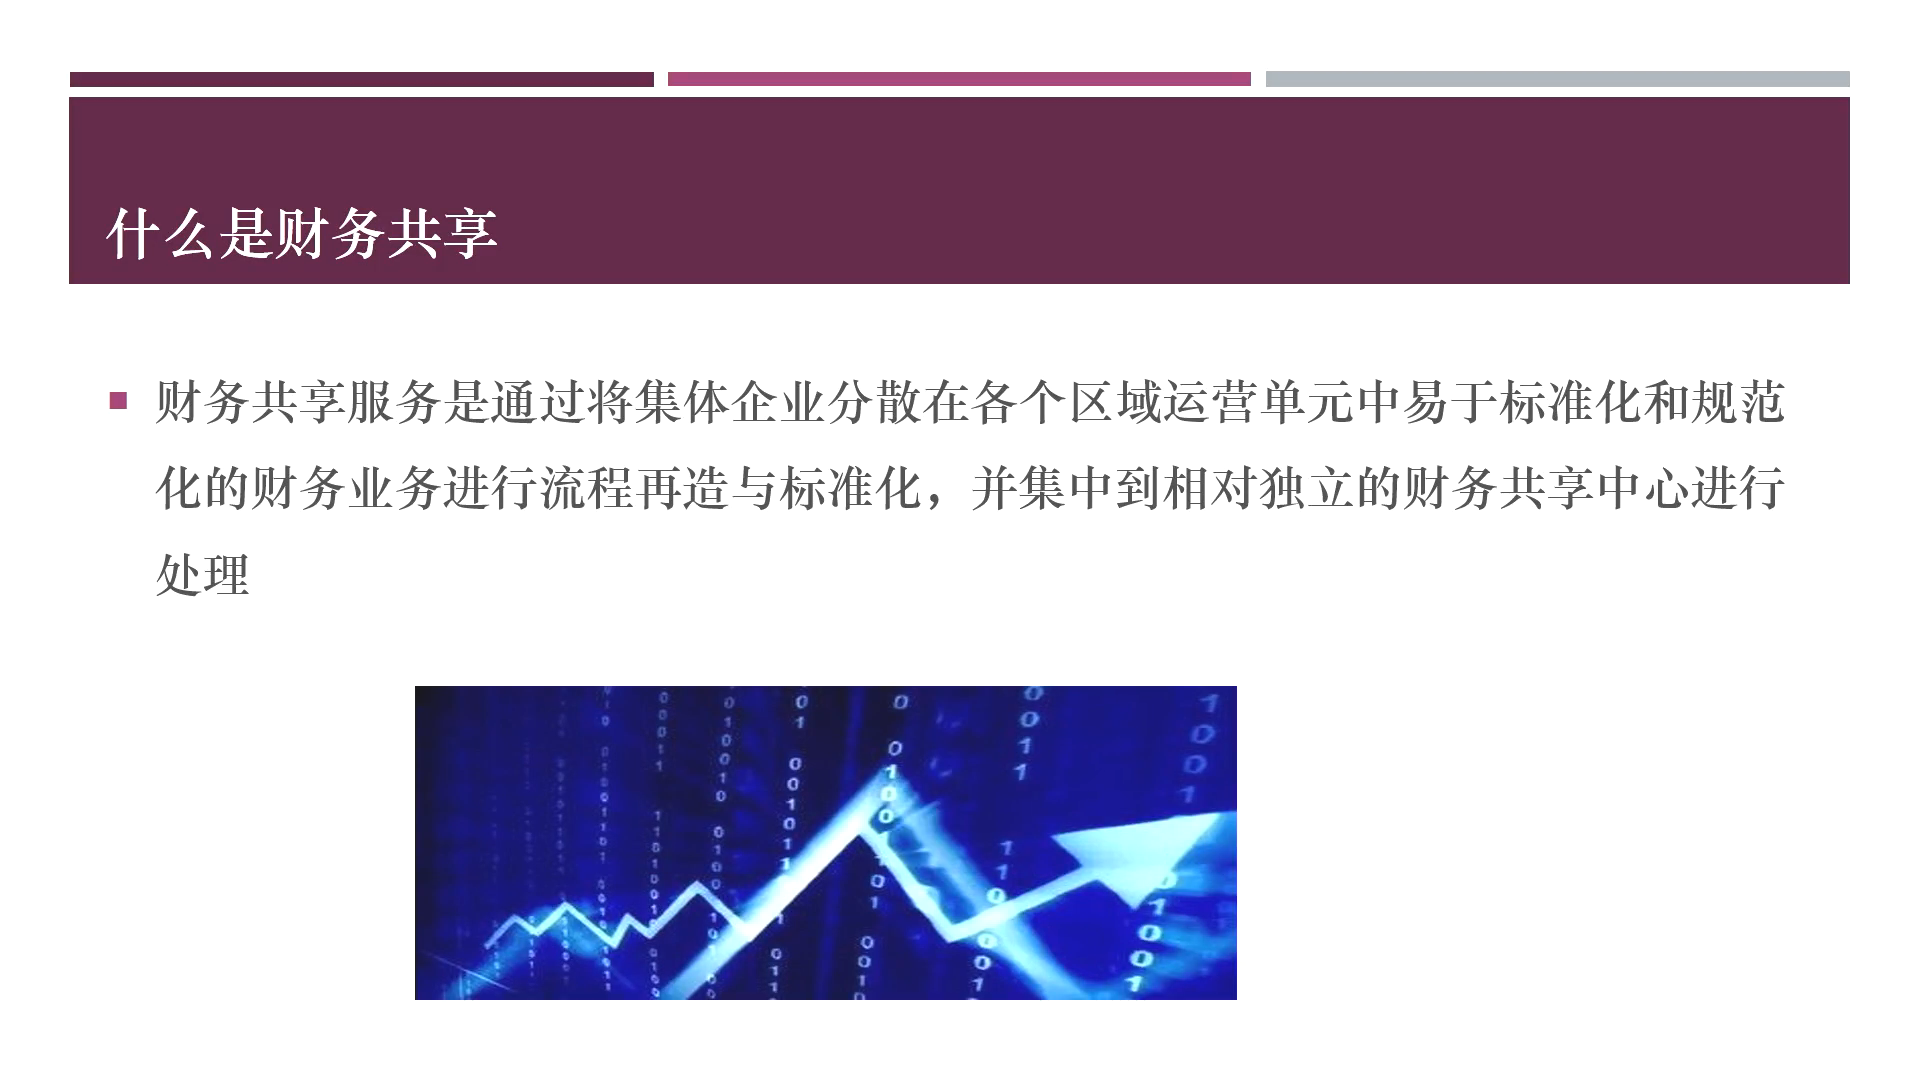 什么是财务共享
财务共享服务是通过将集体企业分散在各个区域运营单元中易于标准化和规范
化的财务业务进行流程再造与标准化，并集中到相对独立的财务共享中心进行
处理